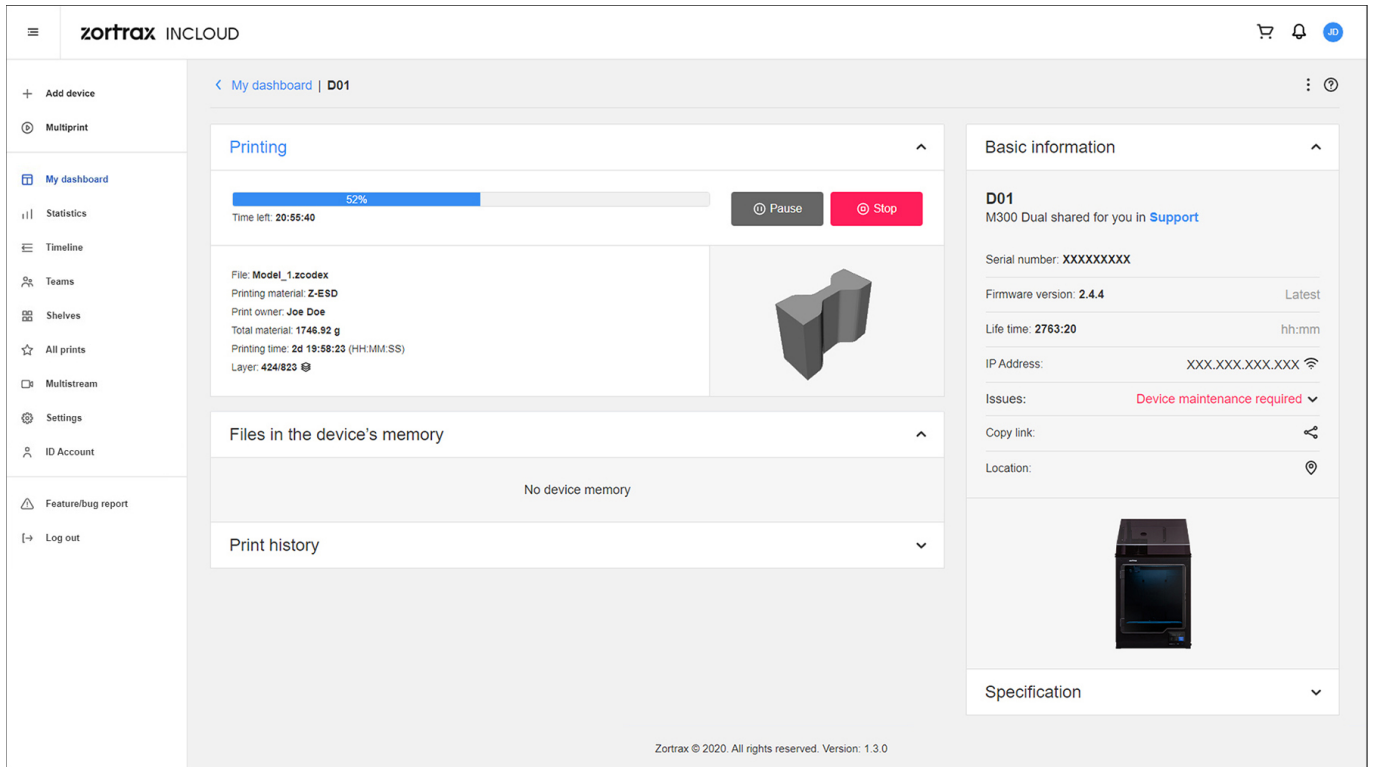 zortrax INCLOUD
JD
Add device
Multiprint
My dashboard
Statistics
Timeline
Teams
Shelves
All prints
Multistream
Settings
ID Account
Feature/bug report
Log out
My dashboard | D01
Printing
52%
Time left: 20:55:40
Pause
Stop
File: Model_1.zcodex
Printing material: Z-ESD
Print owner: Joe Doe
Total material: 1746.92 g
Printing time: 2d 19:58:23 (HH:MM:SS)
Layer: 424/823
Files in the device's memory
No device memory
Print history
Basic information
D01
M300 Dual shared for you in Support
Serial number: XXXXXXXXX
Firmware version: 2.4.4 Latest
Life time: 2763:20 hh:mm
IP Address: XXX.XXX.XXX.XXX
Issues: Device maintenance required
Copy link:
Location:
Specification
Zortrax © 2020. All rights reserved. Version: 1.3.0